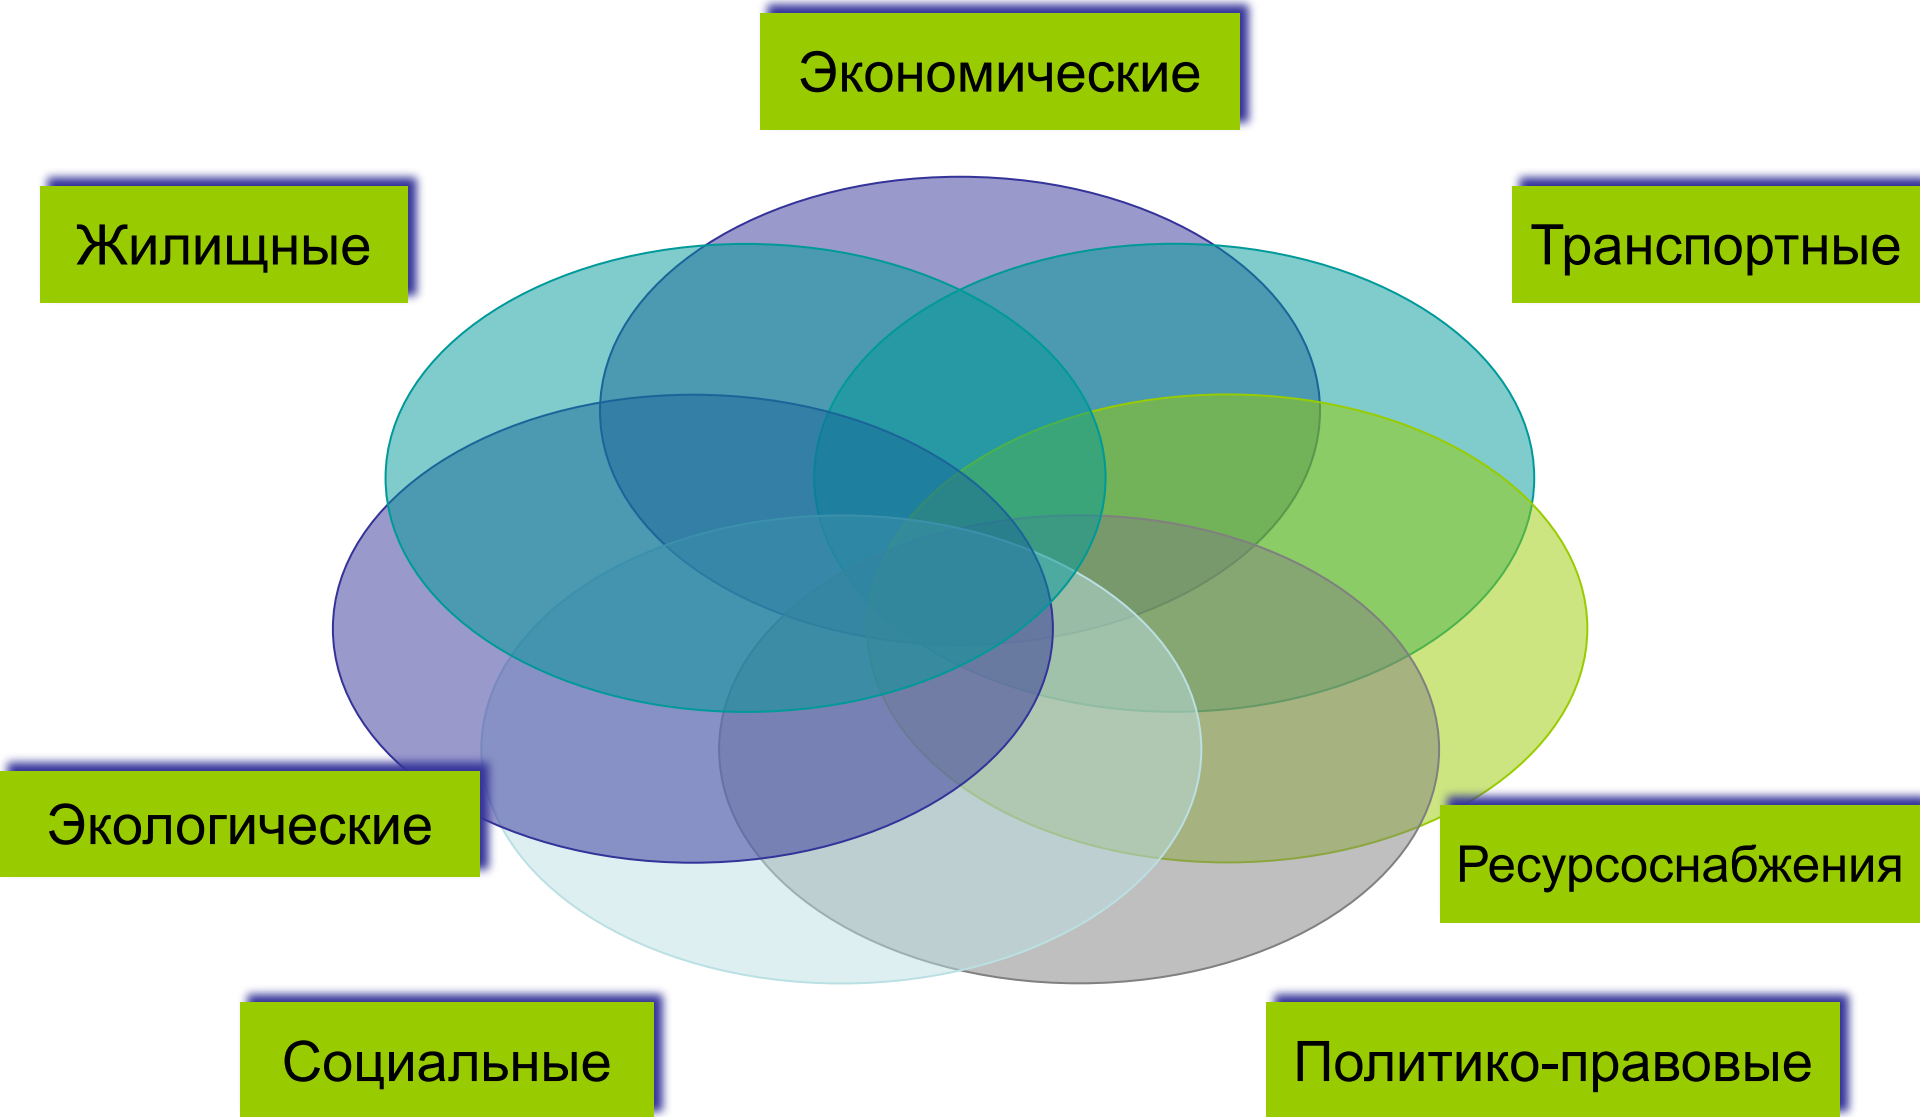 Экономические
Жилищные
Транспортные
Экологические
Ресурсоснабжения
Социальные
Политико-правовые